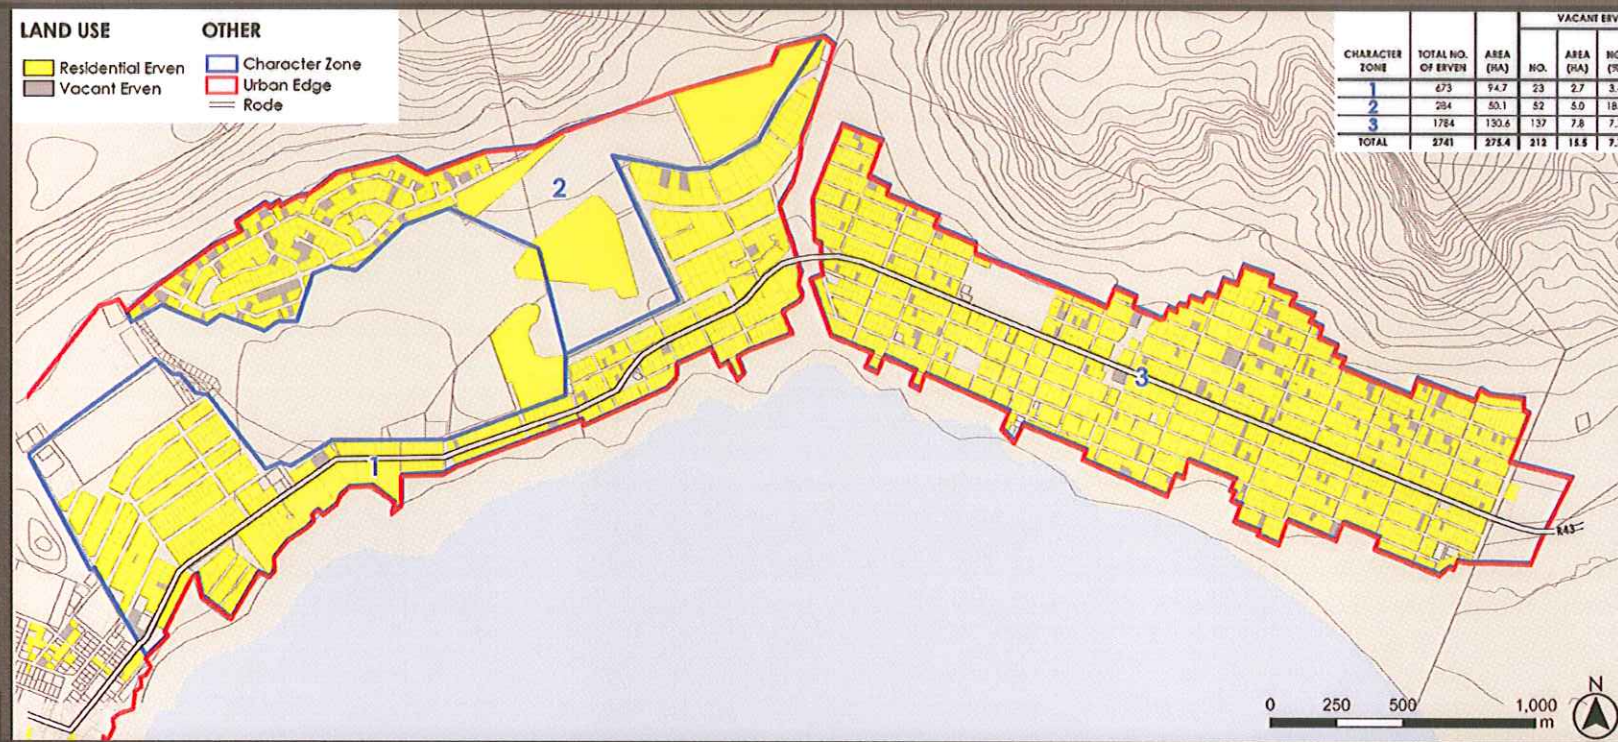 LAND USE
OTHER
Residential Erven
Vacant Erven
Character Zone
Urban Edge
Rode
VACANT
CHARACTER ZONE
TOTAL NO. OF ERVEN
AREA (HA)
NO.
AREA (HA)
1 673 94.7 23 2.7
2 284 50.1 52 5.0
3 1784 130.6 137 7.8
TOTAL 2741 275.4 212 15.5
2
3
1
R43
N
0 250 500 1,000
m